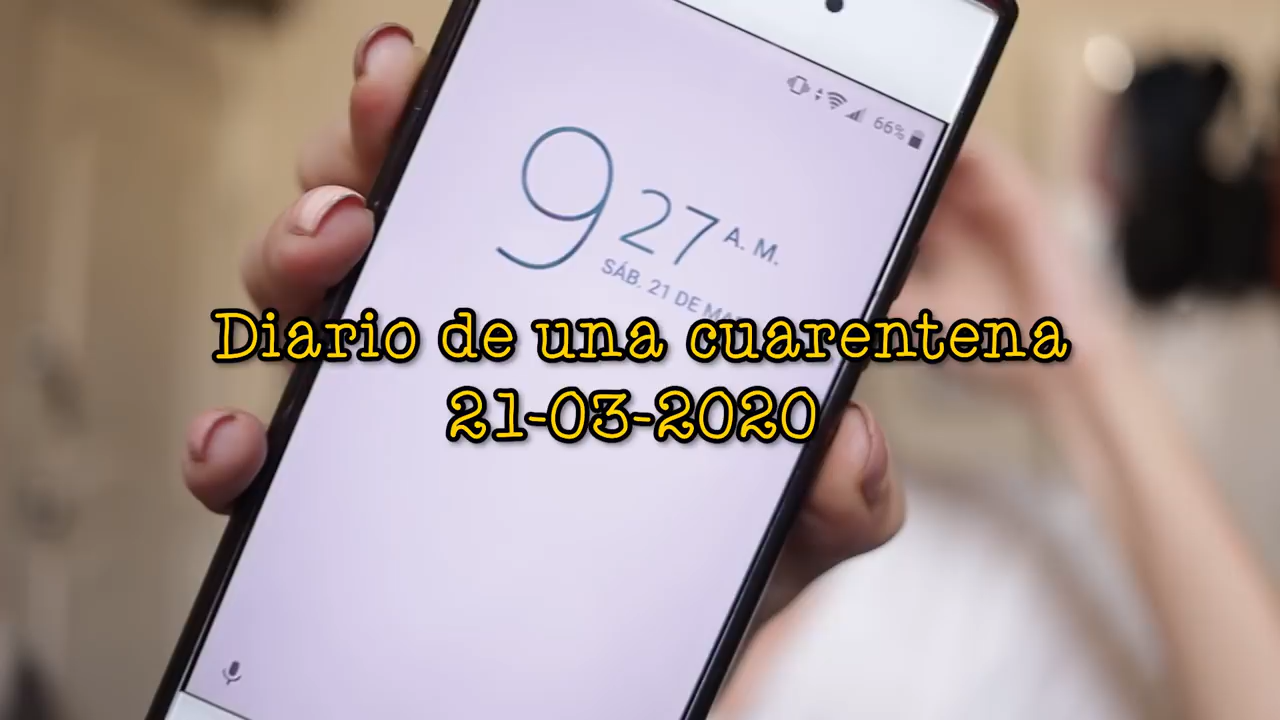 66%
9 27 A. M.
SÁB. 21 DE
Diario de una cuarentena
21-03-2020